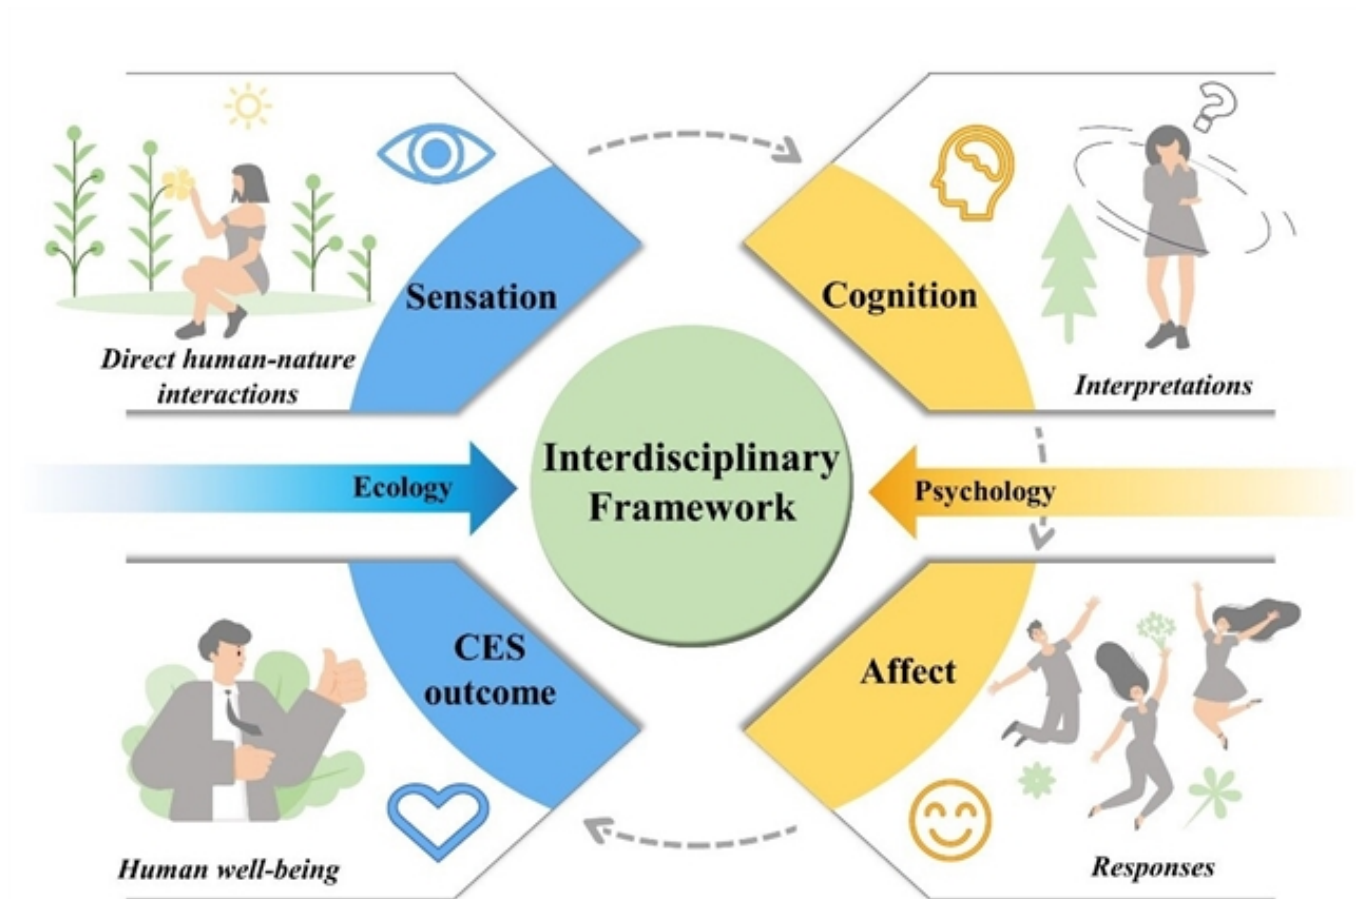 Sensation
Direct human-nature
interactions
Cognition
Interpretations
Interdisciplinary
Framework
Ecology
Psychology
CES
outcome
Human well-being
Affect
Responses